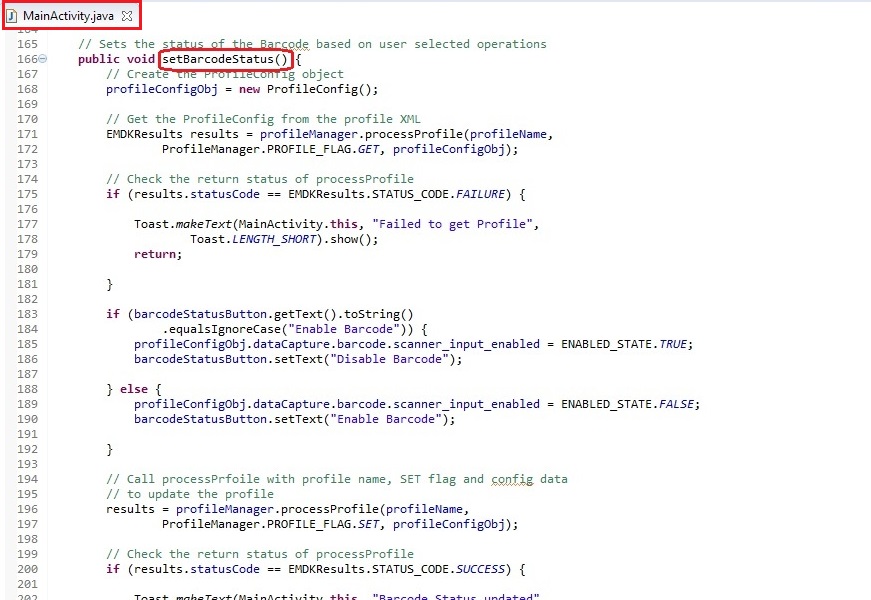 MainActivity.java
164
165 // Sets the status of the Barcode based on user selected operations
166 public void setBarcodeStatus() {
167 // Create the ProfileConfig object
168 profileConfigObj = new ProfileConfig();
169
170 // Get the ProfileConfig from the profile XML
171 EMDKResults results = profileManager.processProfile(profileName,
172 ProfileManager.PROFILE_FLAG.GET, profileConfigObj);
173
174 // Check the return status of processProfile
175 if (results.statusCode == EMDKResults.STATUS_CODE.FAILURE) {
176
177 Toast.makeText(MainActivity.this, "Failed to get Profile",
178 Toast.LENGTH_SHORT).show();
179 return;
180
181 }
182
183 if (barcodeStatusButton.getText().toString()
184 .equalsIgnoreCase("Enable Barcode")) {
185 profileConfigObj.dataCapture.barcode.scanner_input_enabled = ENABLED_STATE.TRUE;
186 barcodeStatusButton.setText("Disable Barcode");
187
188 } else {
189 profileConfigObj.dataCapture.barcode.scanner_input_enabled = ENABLED_STATE.FALSE;
190 barcodeStatusButton.setText("Enable Barcode");
191
192 }
193
194 // Call processPrfoile with profile name, SET flag and config data
195 // to update the profile
196 results = profileManager.processProfile(profileName,
197 ProfileManager.PROFILE_FLAG.SET, profileConfigObj);
198
199 // Check the return status of processProfile
200 if (results.statusCode == EMDKResults.STATUS_CODE.SUCCESS) {
201
202 Toast.makeText(MainActivity.this, "Barcode Status updated"